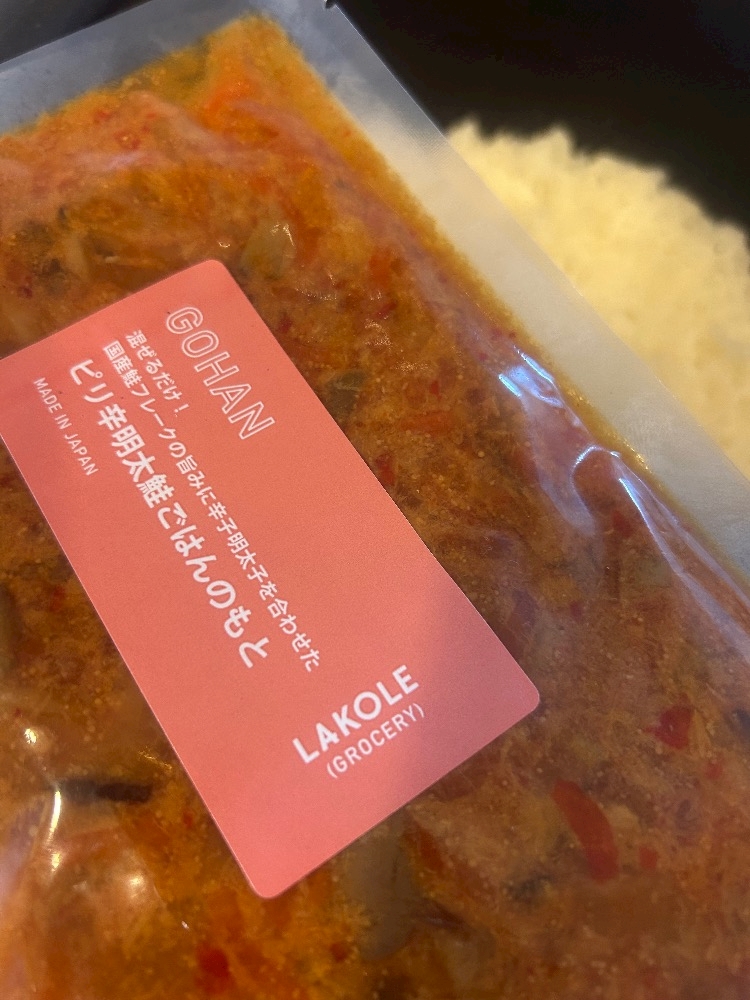 GOHAN
混ぜるだけ！
国産鮭フレークの旨みに辛子明太子を合わせた
ピリ辛明太鮭ごはんのもと
MADE IN JAPAN
LAKOLE
(GROCERY)